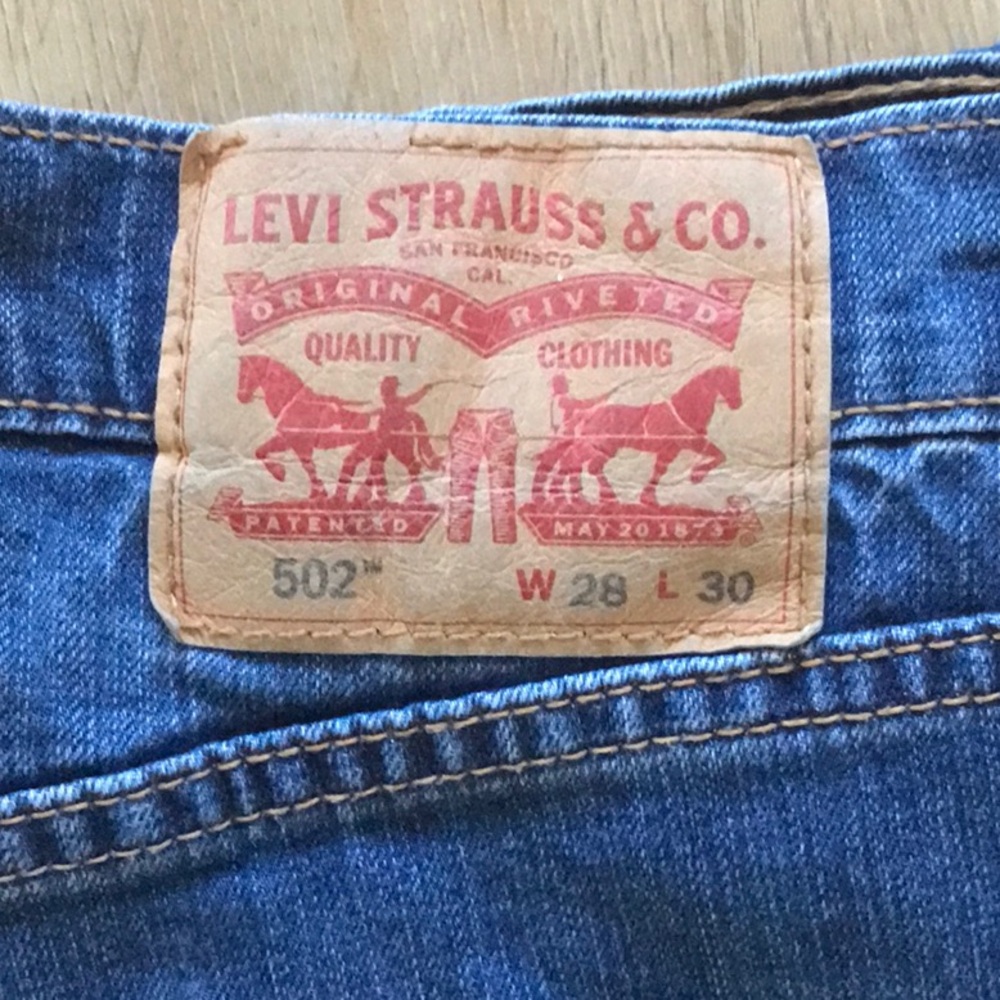 LEVI STRAUSS & CO.
SAN FRANCISCO
CAL.
ORIGINAL RIVETED
QUALITY CLOTHING
PATENTED MAY 20 1873
502™ W 28 L 30